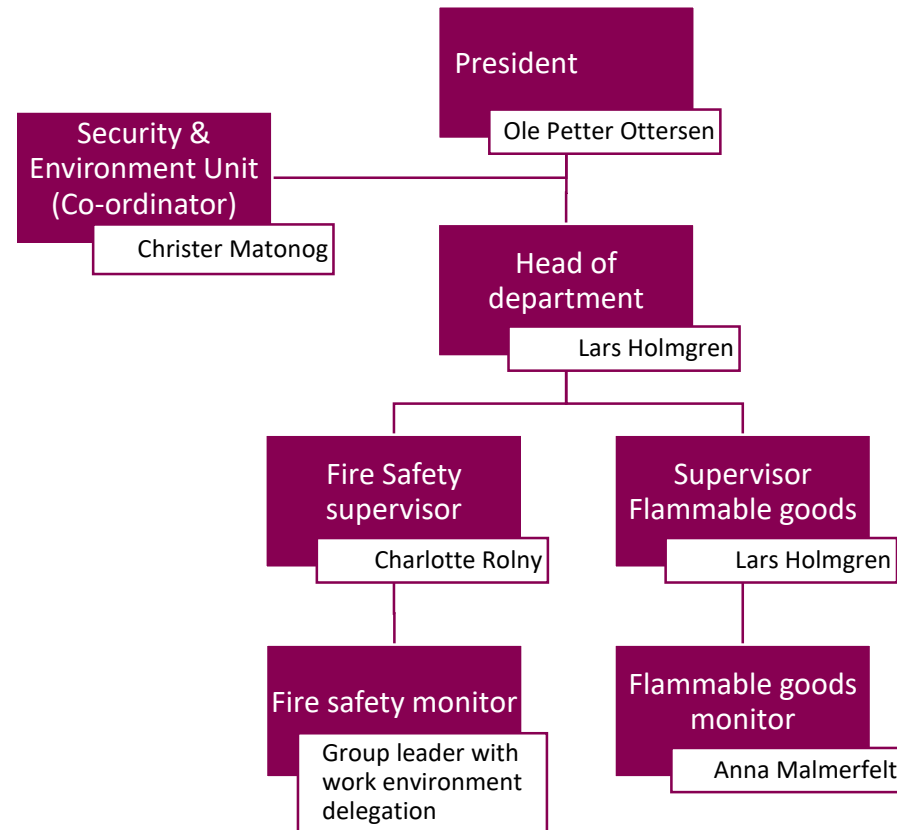 President
Ole Petter Ottersen
Security &
Environment Unit
(Co-ordinator)
Christer Matonog
Head of
department
Lars Holmgren
Fire Safety
supervisor
Charlotte Rolny
Supervisor
Flammable goods
Lars Holmgren
Fire safety monitor
Group leader with
work environment
delegation
Flammable goods
monitor
Anna Malmerfelt